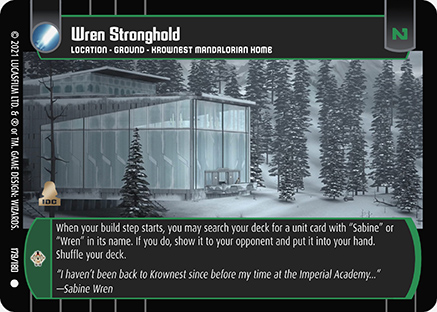 Wren Stronghold
LOCATION - GROUND - KROWNEST MANDALORIAN HOME
N
© 2021 LUCASFILM LTD. & ® or TM. GAME DESIGN: WIZARDS.
179/180
100
When your build step starts, you may search your deck for a unit card with "Sabine" or
"Wren" in its name. If you do, show it to your opponent and put it into your hand.
Shuffle your deck.
"I haven't been back to Krownest since before my time at the Imperial Academy..."
—Sabine Wren